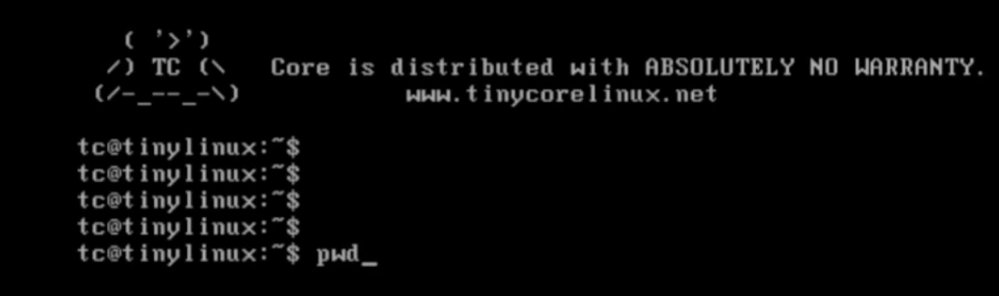 ( '>')
/) TC (\   Core is distributed with ABSOLUTELY NO WARRANTY.
(/-_--_-\)           www.tinycorelinux.net
tc@tinylinux:~$
tc@tinylinux:~$
tc@tinylinux:~$
tc@tinylinux:~$
tc@tinylinux:~$ pwd_